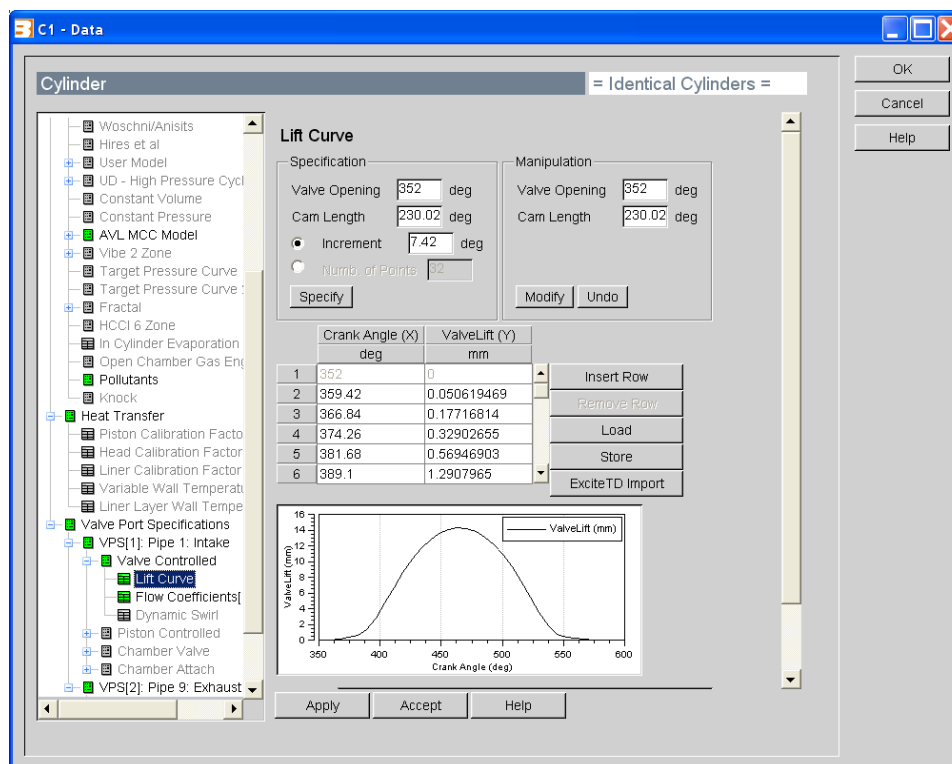 C1 - Data
OK
Cancel
Help
Cylinder
= Identical Cylinders =
Woschni/Anisits
Hires et al
User Model
UD - High Pressure Cycl
Constant Volume
Constant Pressure
AVL MCC Model
Vibe 2 Zone
Target Pressure Curve
Target Pressure Curve
Fractal
HCCI 6 Zone
In Cylinder Evaporation
Open Chamber Gas Eng
Pollutants
Knock
Heat Transfer
Piston Calibration Facto
Head Calibration Factor
Liner Calibration Factor
Variable Wall Temperatu
Liner Layer Wall Tempe
Valve Port Specifications
VPS[1]: Pipe 1: Intake
Valve Controlled
Lift Curve
Flow Coefficients[
Dynamic Swirl
Piston Controlled
Chamber Valve
Chamber Attach
VPS[2]: Pipe 9: Exhaust
Lift Curve
Specification
Valve Opening 352 deg
Cam Length 230.02 deg
Increment 7.42 deg
Numb. of Points 32
Specify
Manipulation
Valve Opening 352 deg
Cam Length 230.02 deg
Modify Undo
Crank Angle (X) ValveLift (Y)
deg mm
1 352 0
2 359.42 0.050619469
3 366.84 0.17716814
4 374.26 0.32902655
5 381.68 0.56946903
6 389.1 1.2907965
Insert Row
Remove Row
Load
Store
ExciteTD Import
ValveLift (mm)
16
14
12
10
8
6
4
2
0
ValveLift (mm)
350 400 450 500 550 600
Crank Angle (deg)
Apply Accept Help